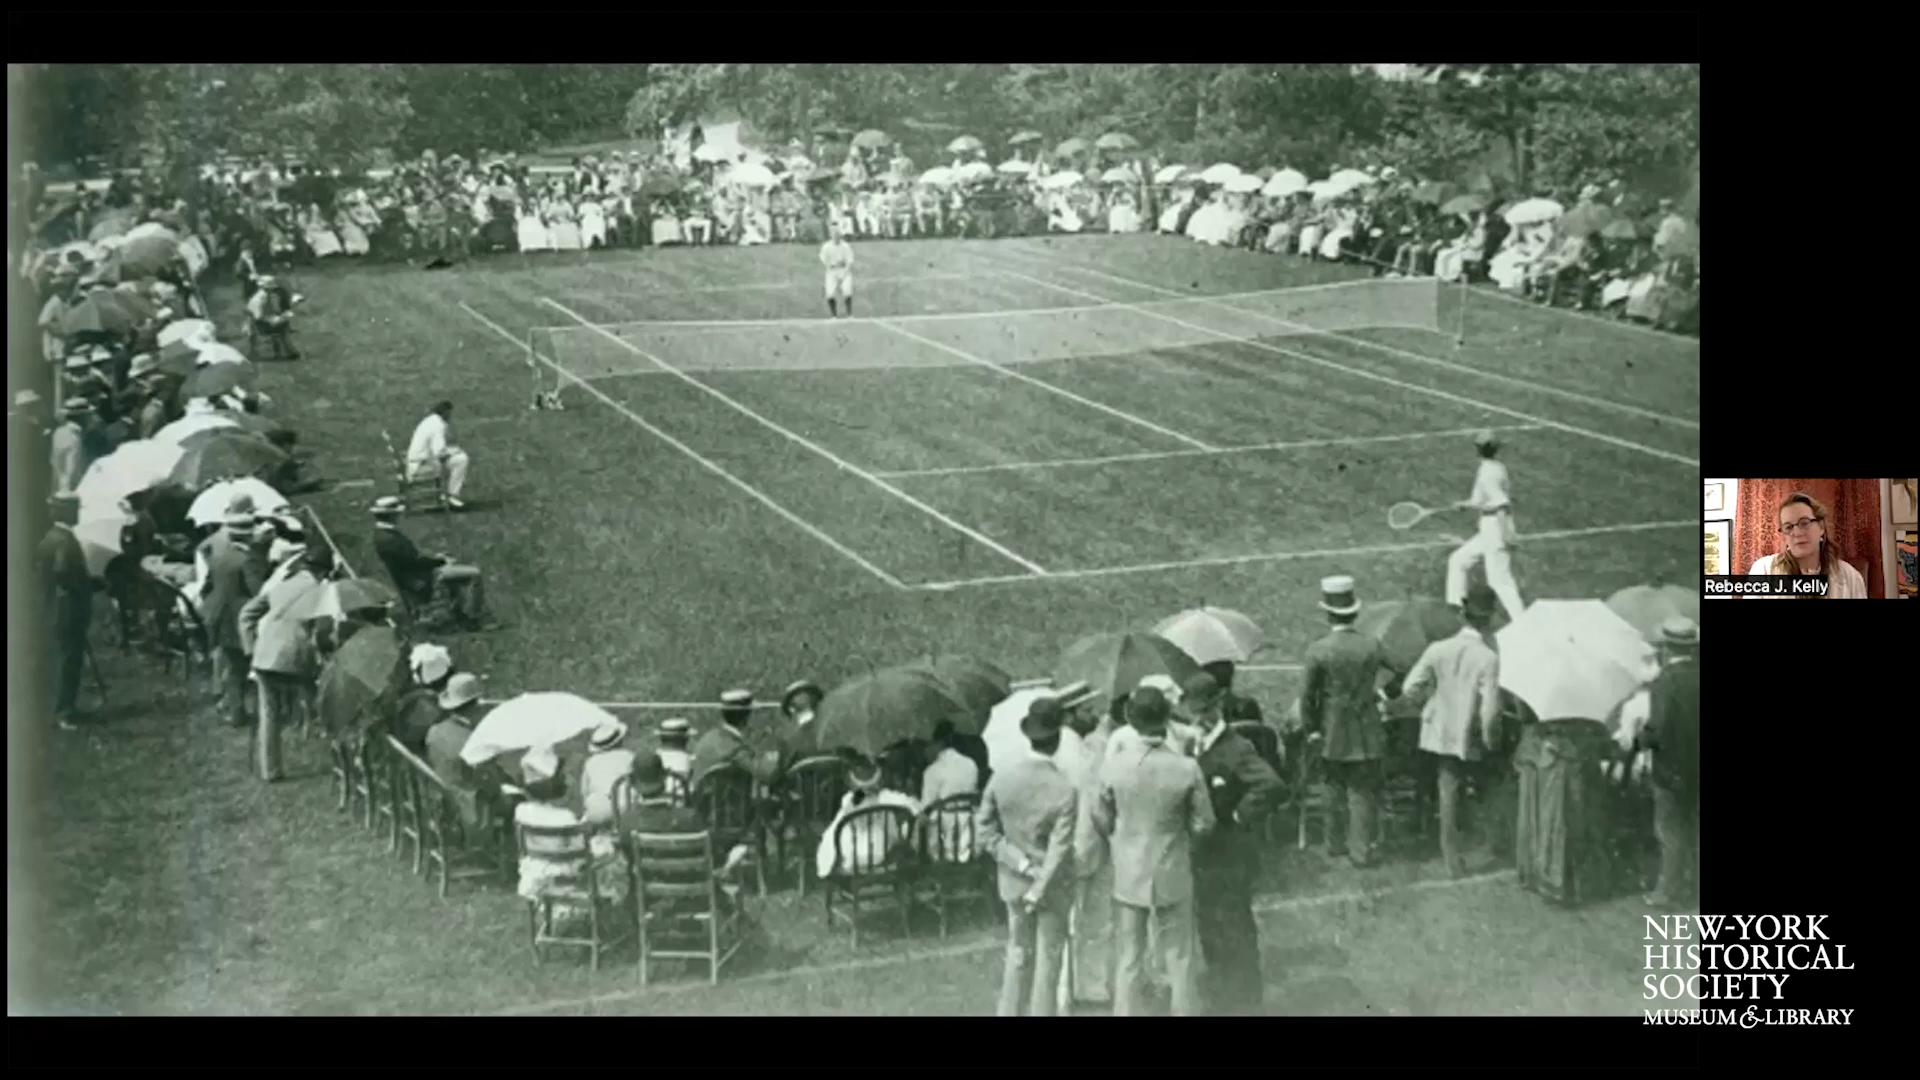 Rebecca J. Kelly
NEW-YORK
HISTORICAL
SOCIETY
MUSEUM & LIBRARY